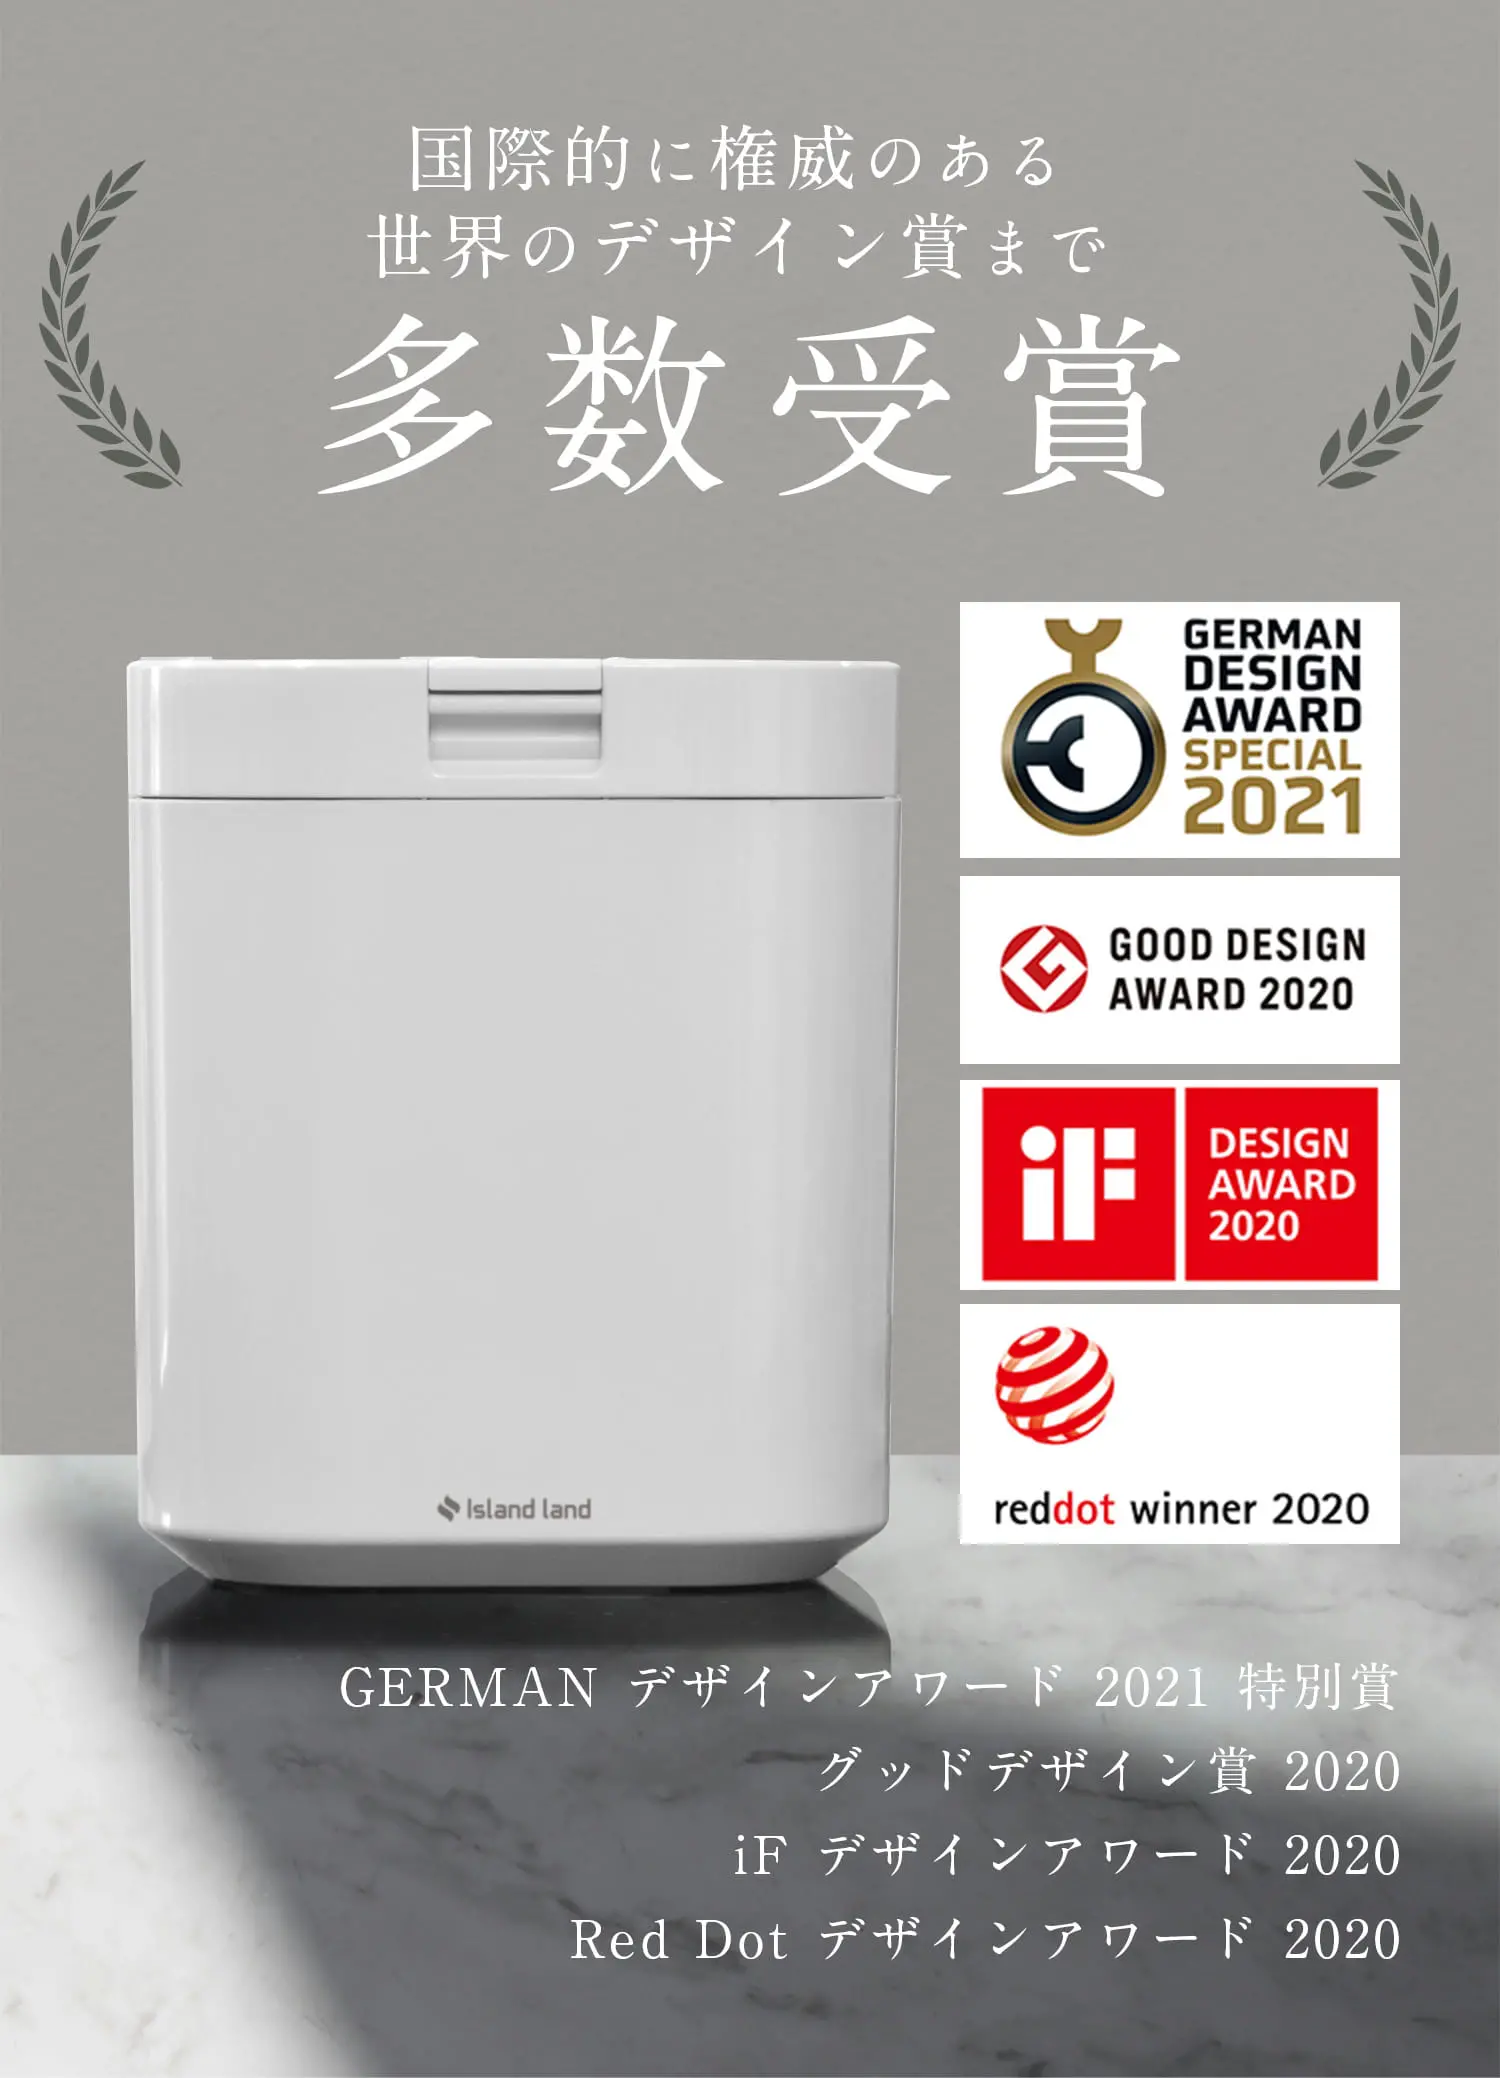 国際的に権威のある
世界のデザイン賞まで
多数受賞
GERMAN
DESIGN
AWARD
SPECIAL
2021
GOOD DESIGN
AWARD 2020
iF
DESIGN
AWARD
2020
reddot winner 2020
Island land
GERMAN デザインアワード 2021 特別賞
グッドデザイン賞 2020
iF デザインアワード 2020
Red Dot デザインアワード 2020